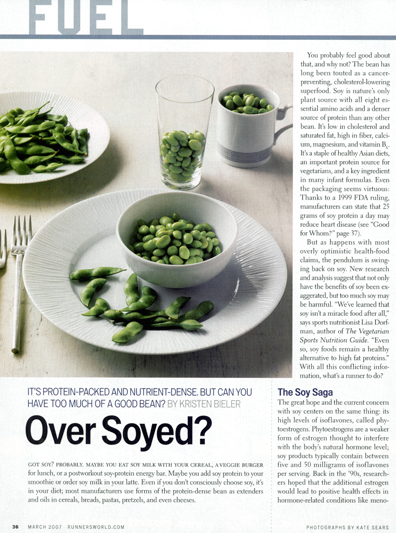 FUEL
IT'S PROTEIN-PACKED AND NUTRIENT-DENSE. BUT CAN YOU
HAVE TOO MUCH OF A GOOD BEAN? BY KRISTEN BIELER
Over Soyed?
GOT SOY? PROBABLY. MAYBE YOU EAT SOY MILK WITH YOUR CEREAL, A VEGGIE BURGER
for lunch, or a postworkout soy-protein energy bar. Maybe you add soy protein to your
smoothie or order soy milk in your latte. Even if you don't consciously choose soy, it's
in your diet; most manufacturers use forms of the protein-dense bean as extenders
and oils in cereals, breads, pastas, pretzels, and even cheeses.
You probably feel good about
that, and why not? The bean has
long been touted as a cancer-
preventing, cholesterol-lowering
superfood. Soy is nature's only
plant source with all eight es-
sential amino acids and a denser
source of protein than any other
bean. It's low in cholesterol and
saturated fat, high in fiber, calci-
um, magnesium, and vitamin B6.
It's a staple of healthy Asian diets,
an important protein source for
vegetarians, and a key ingredient
in many infant formulas. Even
the packaging seems virtuous:
Thanks to a 1999 FDA ruling,
manufacturers can state that 25
grams of soy protein a day may
reduce heart disease (see "Good
for Whom?" page 37).
But as happens with most
overly optimistic health-food
claims, the pendulum is swing-
ing back on soy. New research
and analysis suggest that not only
have the benefits of soy been ex-
aggerated, but too much soy may
be harmful. "We've learned that
soy isn't a miracle food after all,"
says sports nutritionist Lisa Dorf-
man, author of The Vegetarian
Sports Nutrition Guide. "Even
so, soy foods remain a healthy
alternative to high fat proteins."
With all this conflicting infor-
mation, what's a runner to do?
The Soy Saga
The great hope and the current concern
with soy centers on the same thing: its
high levels of isoflavones, called phy-
toestrogens. Phytoestrogens are a weaker
form of estrogen thought to interfere
with the body's natural hormone level;
soy products typically contain between
five and 50 milligrams of isoflavones
per serving. Back in the '90s, research-
ers hoped that the additional estrogen
would lead to positive health effects in
hormone-related conditions like meno-
36 MARCH 2007 RUNNERSWORLD.COM
PHOTOGRAPHS BY KATE SEARS